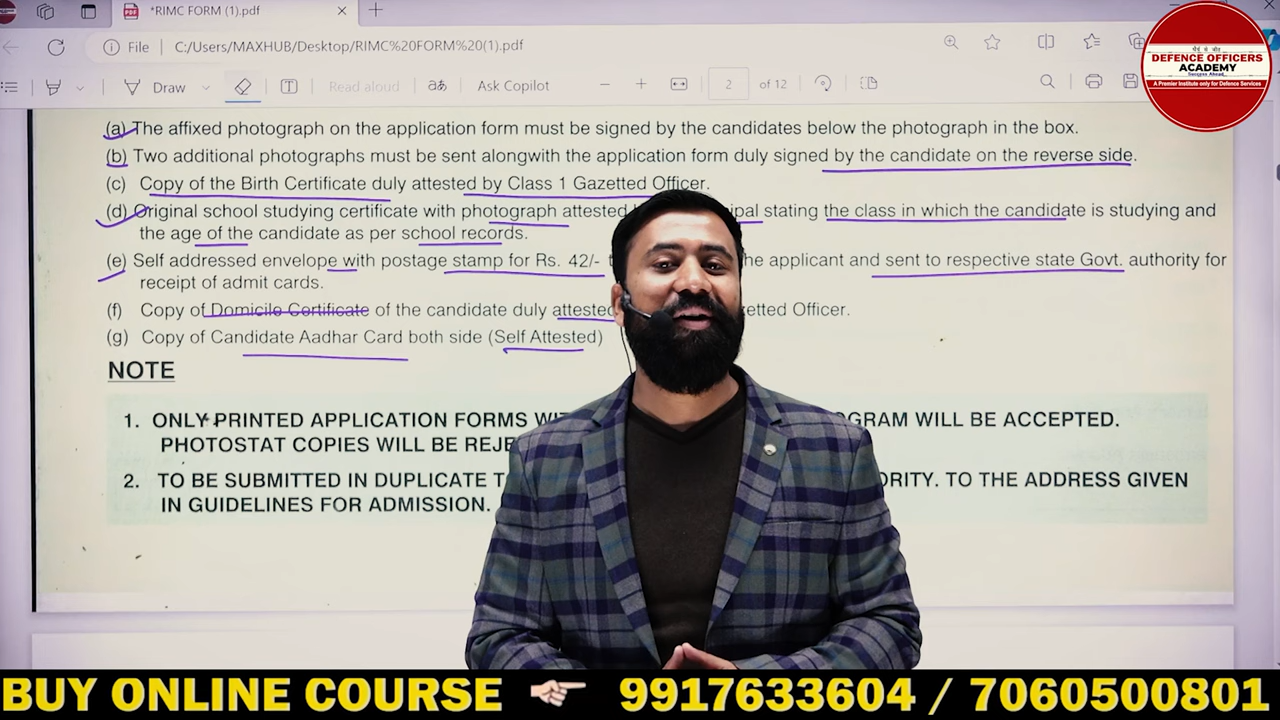 *RIMC FORM (1).pdf
File | C:/Users/MAXHUB/Desktop/RIMC%20FORM%20(1).pdf
Draw Read aloud Ask Copilot 2 of 12
धैर्य से जीत
DEFENCE OFFICERS
ACADEMY
Success Ahead
A Premier Institute only for Defence Services
(a) The affixed photograph on the application form must be signed by the candidates below the photograph in the box.
(b) Two additional photographs must be sent alongwith the application form duly signed by the candidate on the reverse side.
(c) Copy of the Birth Certificate duly attested by Class 1 Gazetted Officer.
(d) Original school studying certificate with photograph attested stating the class in which the candidate is studying and
the age of the candidate as per school records.
(e) Self addressed envelope with postage stamp for Rs. 42/- applicant and sent to respective state Govt. authority for
receipt of admit cards.
(f) Copy of Domicile Certificate of the candidate duly attested Officer.
(g) Copy of Candidate Aadhar Card both side (Self Attested)
NOTE
1. ONLY PRINTED APPLICATION FORMS WILL BE ACCEPTED.
PHOTOSTAT COPIES WILL BE
2. TO BE SUBMITTED IN DUPLICATE TO THE ADDRESS GIVEN
IN GUIDELINES FOR ADMISSION.
BUY ONLINE COURSE 9917633604 / 7060500801